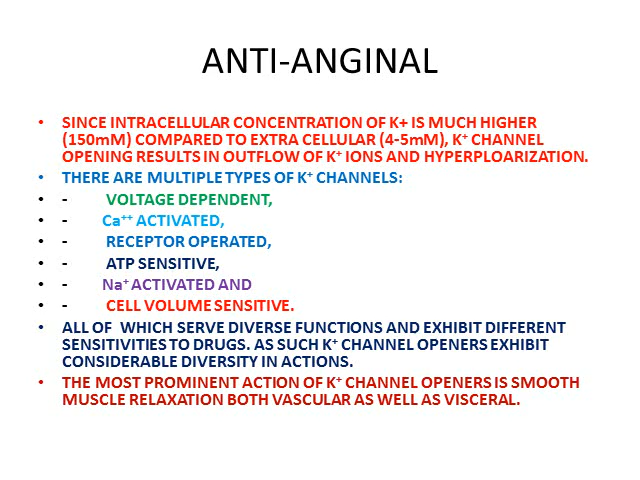 ANTI-ANGINAL
• SINCE INTRACELLULAR CONCENTRATION OF K+ IS MUCH HIGHER
(150mM) COMPARED TO EXTRA CELLULAR (4-5mM), K⁺ CHANNEL
OPENING RESULTS IN OUTFLOW OF K⁺ IONS AND HYPERPLOARIZATION.
• THERE ARE MULTIPLE TYPES OF K⁺ CHANNELS:
• - VOLTAGE DEPENDENT,
• - Ca⁺⁺ ACTIVATED,
• - RECEPTOR OPERATED,
• - ATP SENSITIVE,
• - Na⁺ ACTIVATED AND
• - CELL VOLUME SENSITIVE.
• ALL OF WHICH SERVE DIVERSE FUNCTIONS AND EXHIBIT DIFFERENT
SENSITIVITIES TO DRUGS. AS SUCH K⁺ CHANNEL OPENERS EXHIBIT
CONSIDERABLE DIVERSITY IN ACTIONS.
• THE MOST PROMINENT ACTION OF K⁺ CHANNEL OPENERS IS SMOOTH
MUSCLE RELAXATION BOTH VASCULAR AS WELL AS VISCERAL.